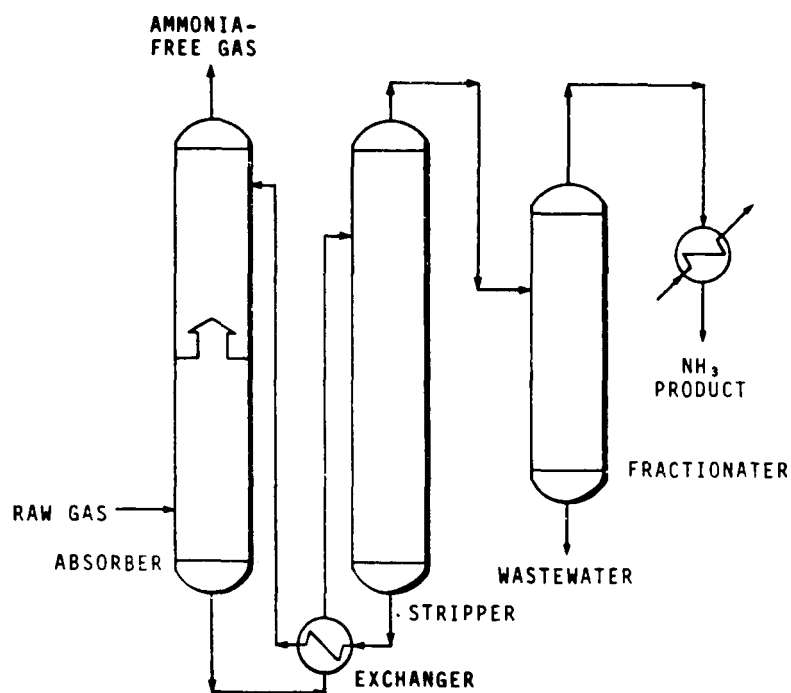 AMMONIA-
FREE GAS
NH₃
PRODUCT
FRACTIONATER
RAW GAS
ABSORBER
WASTEWATER
STRIPPER
EXCHANGER